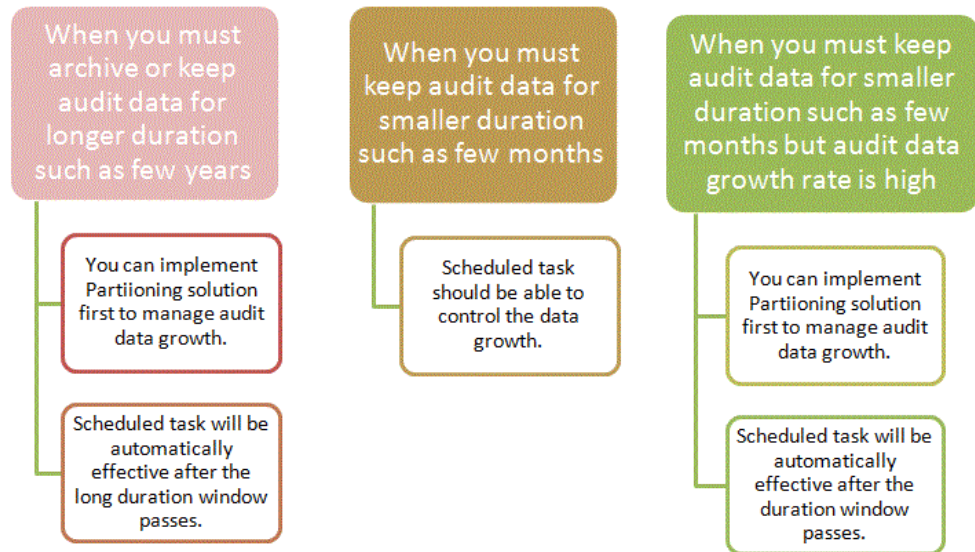 When you must
archive or keep
audit data for
longer duration
such as few years
You can implement
Partiioning solution
first to manage audit
data growth.
Scheduled task will be
automatically
effective after the
long duration window
passes.
When you must
keep audit data for
smaller duration
such as few months
Scheduled task
should be able to
control the data
growth.
When you must keep
audit data for smaller
duration such as few
months but audit data
growth rate is high
You can implement
Partiioning solution
first to manage audit
data growth.
Scheduled task will be
automatically
effective after the
duration window
passes.